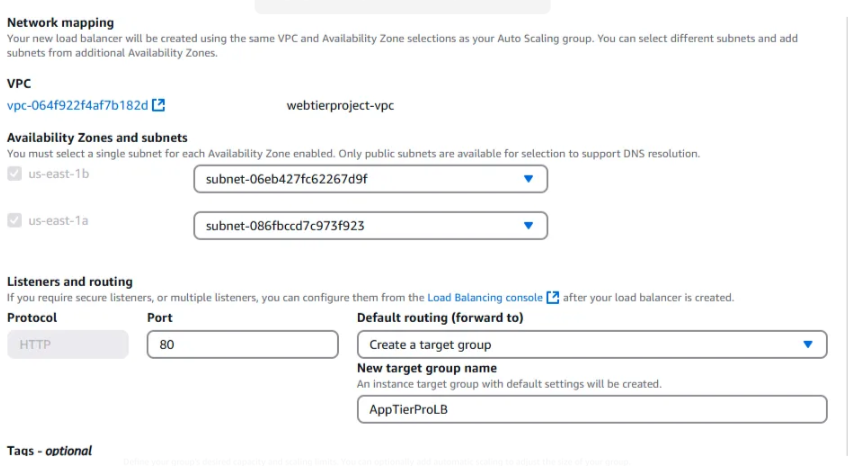 Network mapping
Your new load balancer will be created using the same VPC and Availability Zone selections as your Auto Scaling group. You can select different subnets and add
subnets from additional Availability Zones.
VPC
vpc-064f922f4af7b182d
webtierproject-vpc
Availability Zones and subnets
You must select a single subnet for each Availability Zone enabled. Only public subnets are available for selection to support DNS resolution.
us-east-1b
subnet-06eb427fc62267d9f
us-east-1a
subnet-086fbccd7c973f923
Listeners and routing
If you require secure listeners, or multiple listeners, you can configure them from the Load Balancing console after your load balancer is created.
Protocol Port Default routing (forward to)
HTTP 80 Create a target group
New target group name
An instance target group with default settings will be created.
AppTierProLB
Tags - optional